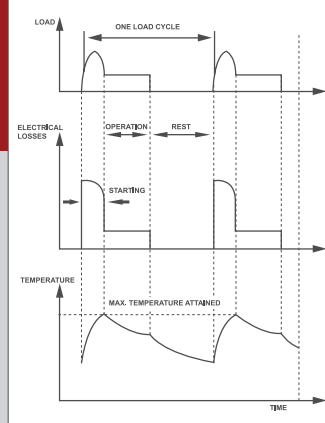 LOAD
ONE LOAD CYCLE
ELECTRICAL
LOSSES
OPERATION
REST
STARTING
TEMPERATURE
MAX. TEMPERATURE ATTAINED
TIME